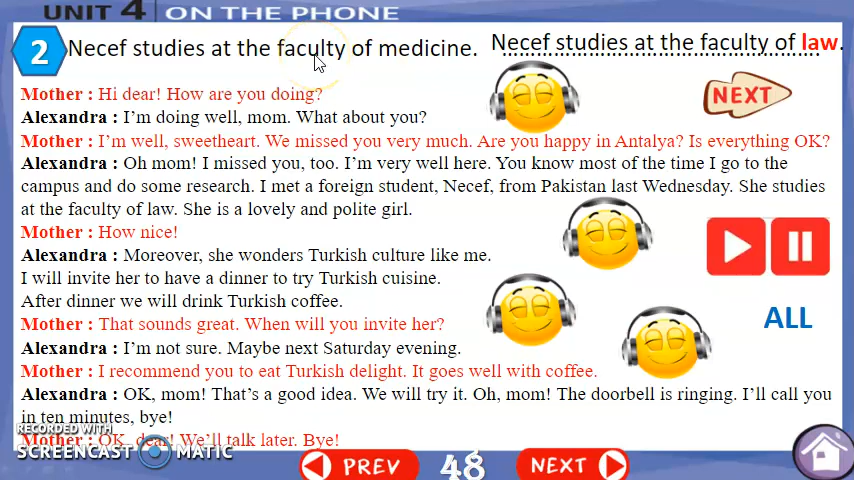 UNIT 4 ON THE PHONE
2 Necef studies at the faculty of medicine. Necef studies at the faculty of law.
Mother : Hi dear! How are you doing?
Alexandra : I'm doing well, mom. What about you?
NEXT
Mother : I'm well, sweetheart. We missed you very much. Are you happy in Antalya? Is everything OK?
Alexandra : Oh mom! I missed you, too. I'm very well here. You know most of the time I go to the
campus and do some research. I met a foreign student, Necef, from Pakistan last Wednesday. She studies
at the faculty of law. She is a lovely and polite girl.
Mother : How nice!
Alexandra : Moreover, she wonders Turkish culture like me.
I will invite her to have a dinner to try Turkish cuisine.
After dinner we will drink Turkish coffee.
ALL
Mother : That sounds great. When will you invite her?
Alexandra : I'm not sure. Maybe next Saturday evening.
Mother : I recommend you to eat Turkish delight. It goes well with coffee.
Alexandra : OK, mom! That's a good idea. We will try it. Oh, mom! The doorbell is ringing. I'll call you
in ten minutes, bye!
RECORDED WITH
Mother : OK, dear! We'll talk later. Bye!
SCREENCAST MATIC
PREV 48 NEXT